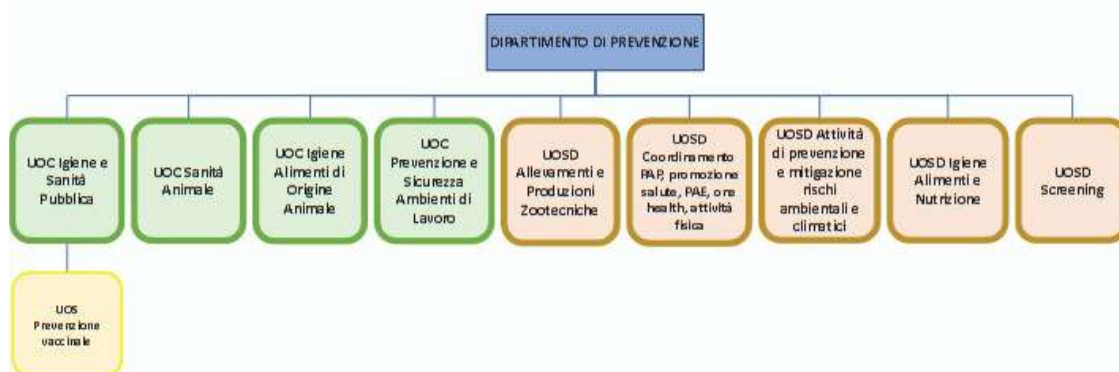 DIPARTIMENTO DI PREVENZIONE
UOC Igiene e
Sanità
Pubblica
UOC Sanità
Animale
UOC Igiene
Alimenti di
Origine
Animale
UOC
Prevenzione e
Sicurezza
Ambienti di
Lavoro
UOSD
Allevamenti e
Produzioni
Zootecniche
UOSD
Coordinamento
PAP, promozione
salute, PAE, one
health, attività
fisica
UOSD Attività
di prevenzione
e mitigazione
rischi
ambientali e
climatici
UOSD Igiene
Alimenti e
Nutrizione
UOSD
Screening
UOS
Prevenzione
vaccinale